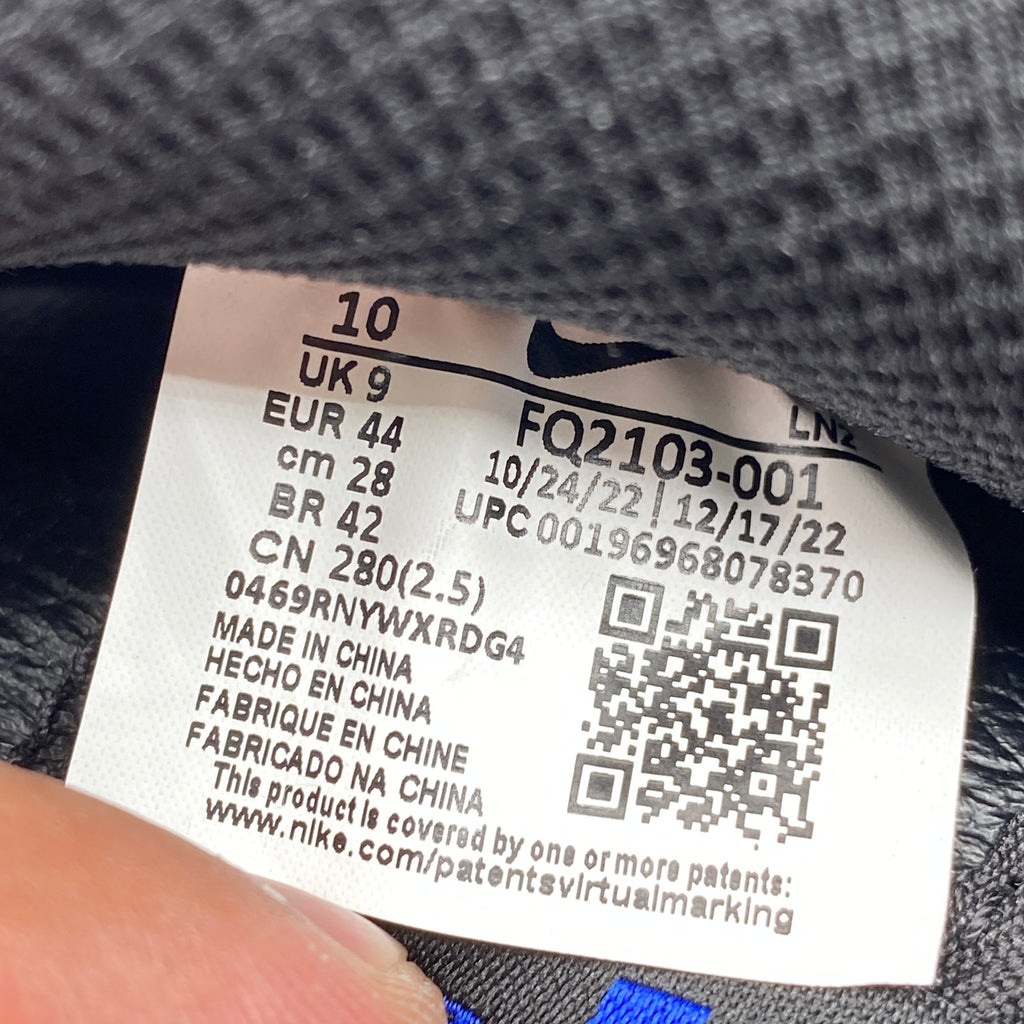 10
UK 9
EUR 44
cm 28
BR 42
CN 280(2.5)
0469RNYWXRDG4
MADE IN CHINA
HECHO EN CHINA
FABRIQUE EN CHINE
FABRICADO NA CHINA
This product is covered by one or more patents:
www.nike.com/patentsvirtualmarking
LN2
FQ2103-001
10/24/22 | 12/17/22
UPC 00196968078370